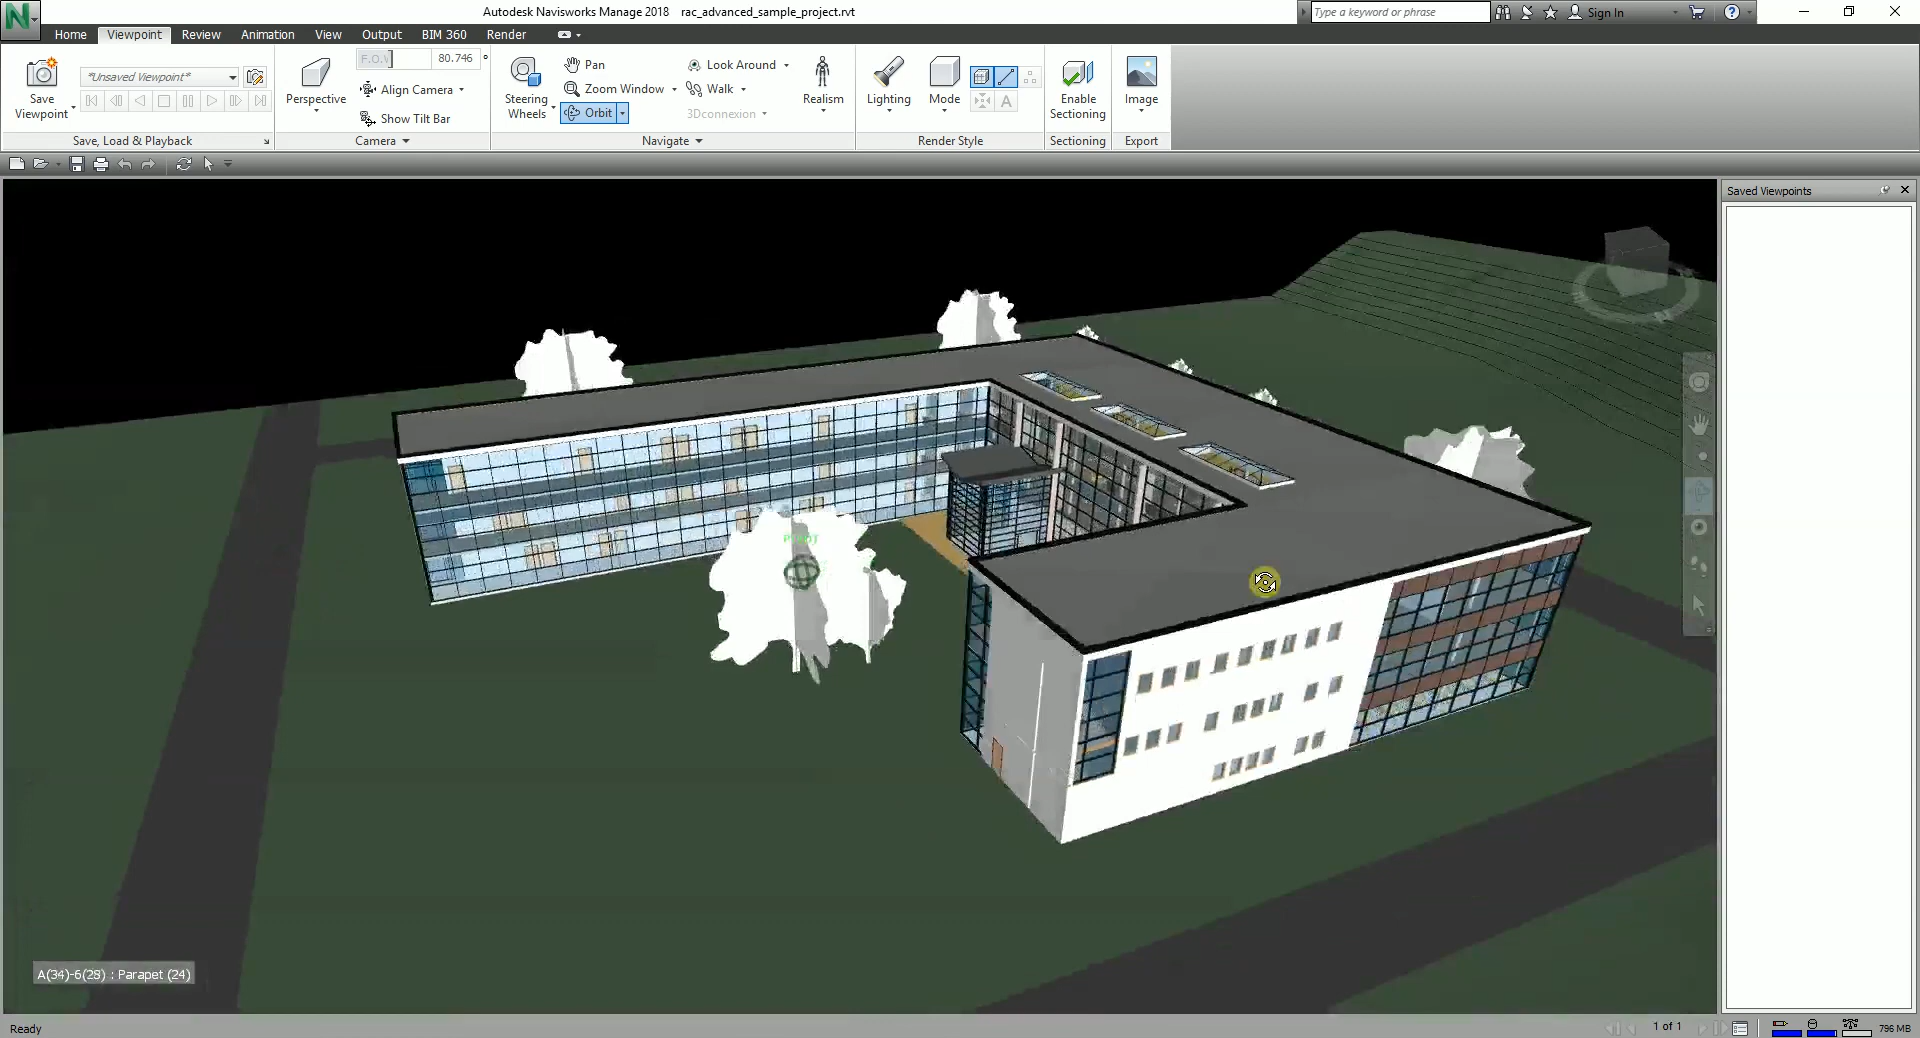 Autodesk Navisworks Manage 2018 rac_advanced_sample_project.rvt
Type a keyword or phrase
Sign In
Home Viewpoint Review Animation View Output BIM 360 Render
Save Viewpoint
*Unsaved Viewpoint*
Save, Load & Playback
Perspective
F.O.V
80.746 °
Align Camera
Show Tilt Bar
Camera
Steering Wheels
Pan
Zoom Window
Orbit
Look Around
Walk
3Dconnexion
Realism
Navigate
Lighting
Mode
A
Render Style
Enable Sectioning
Sectioning
Image
Export
Saved Viewpoints
N
PIVOT
A(34)-6(28) : Parapet (24)
Ready
1 of 1
796 MB